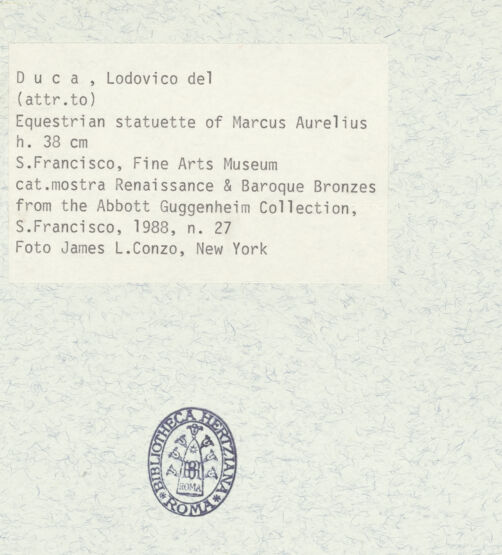 D u c a , Lodovico del
(attr.to)
Equestrian statuette of Marcus Aurelius
h. 38 cm
S.Francisco, Fine Arts Museum
cat.mostra Renaissance & Baroque Bronzes
from the Abbott Guggenheim Collection,
S.Francisco, 1988, n. 27
Foto James L.Conzo, New York
BIBLIOTHECA HERTZIANA
ROMA
* ROMA *